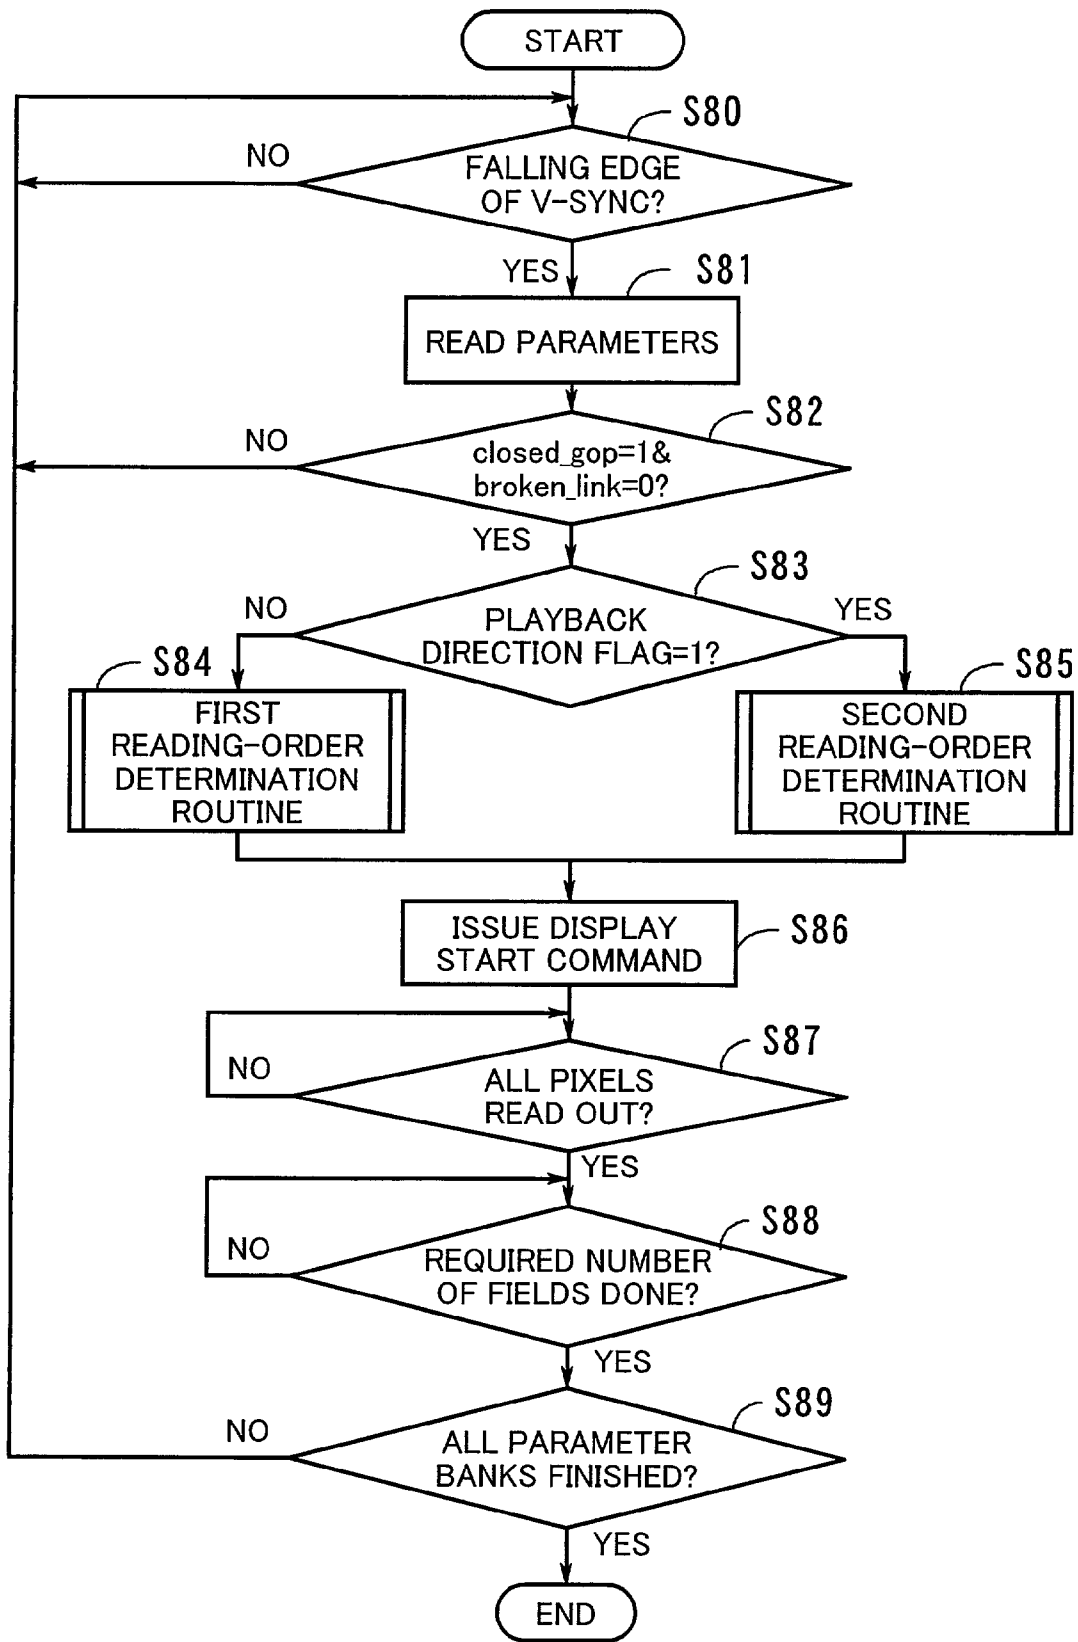 START
S80
NO
FALLING EDGE
OF V-SYNC?
YES
S81
READ PARAMETERS
S82
NO
closed_gop=1&
broken_link=0?
YES
S83
NO
YES
PLAYBACK
DIRECTION FLAG=1?
S84
S85
FIRST
READING-ORDER
DETERMINATION
ROUTINE
SECOND
READING-ORDER
DETERMINATION
ROUTINE
ISSUE DISPLAY
START COMMAND
S86
S87
NO
ALL PIXELS
READ OUT?
YES
S88
NO
REQUIRED NUMBER
OF FIELDS DONE?
YES
S89
NO
ALL PARAMETER
BANKS FINISHED?
YES
END